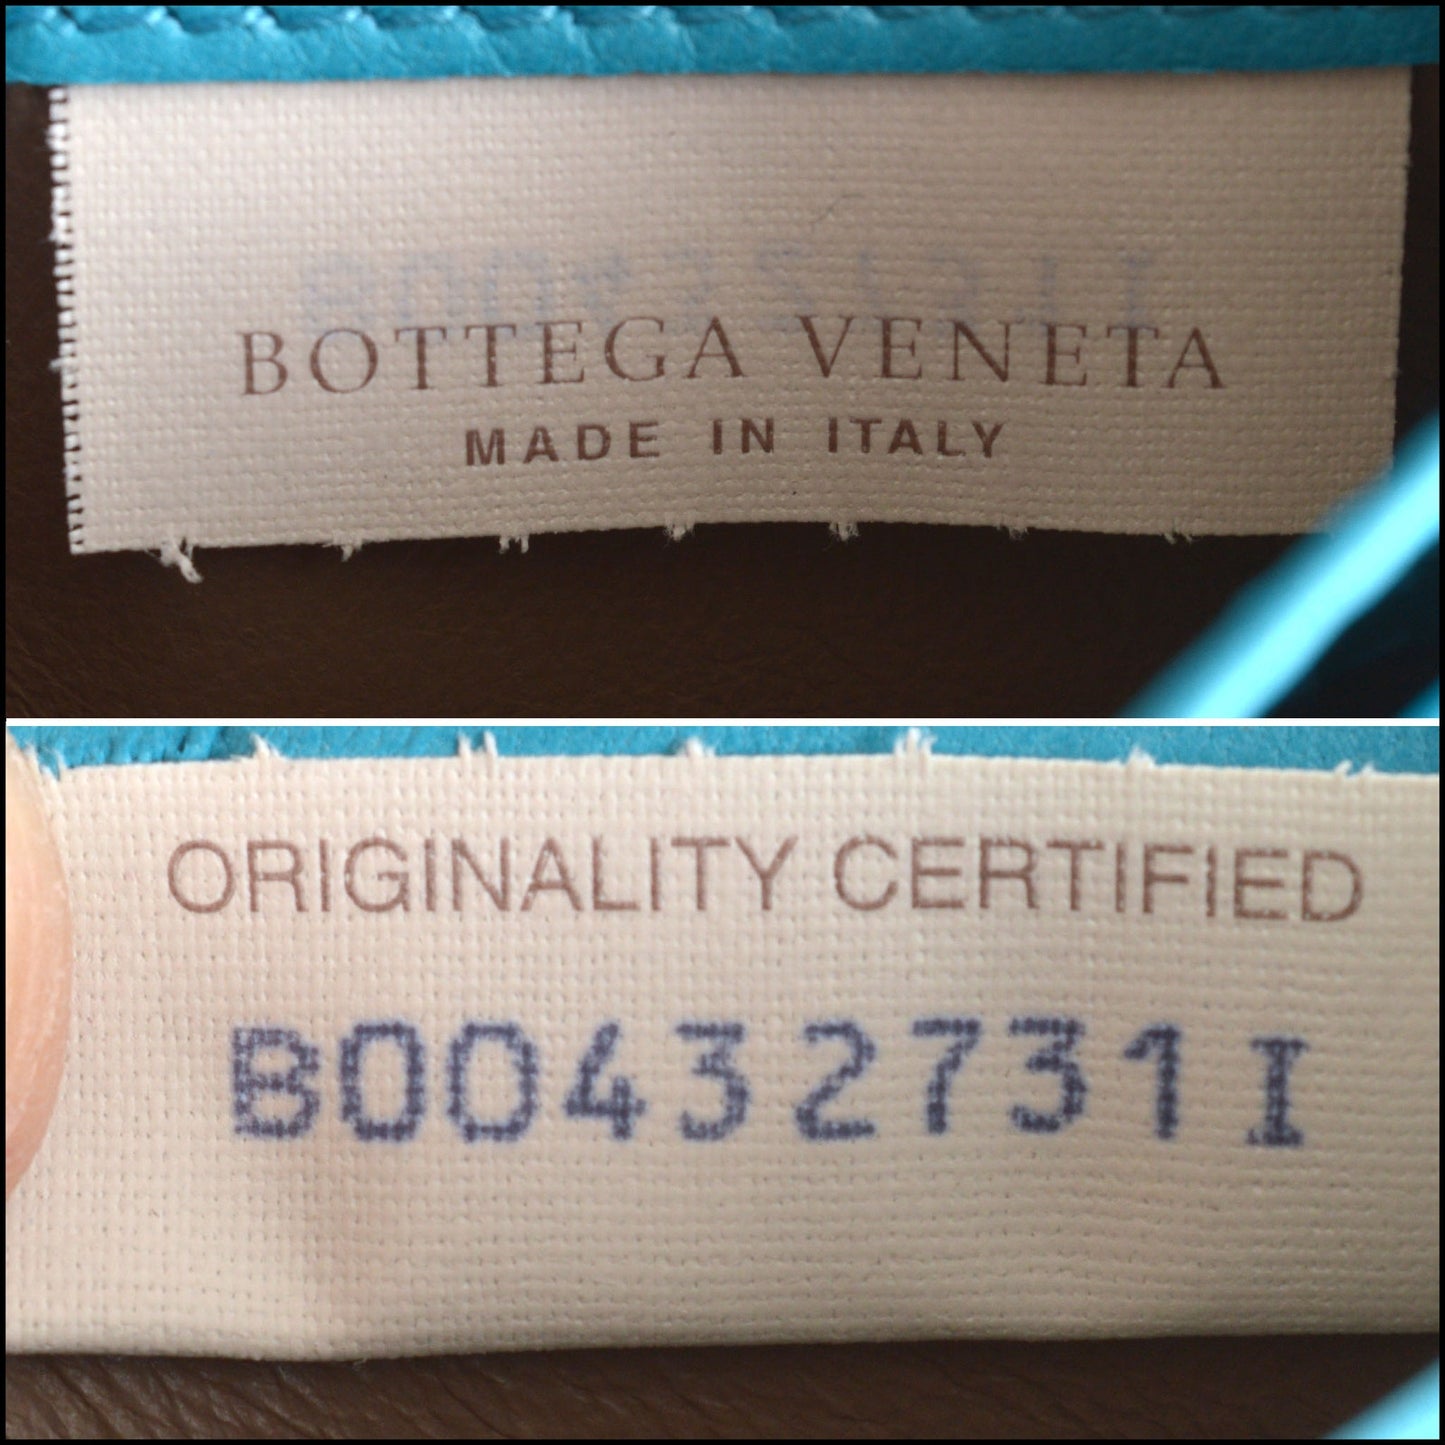 BOTTEGA VENETA
MADE IN ITALY
ORIGINALITY CERTIFIED
B00432731I